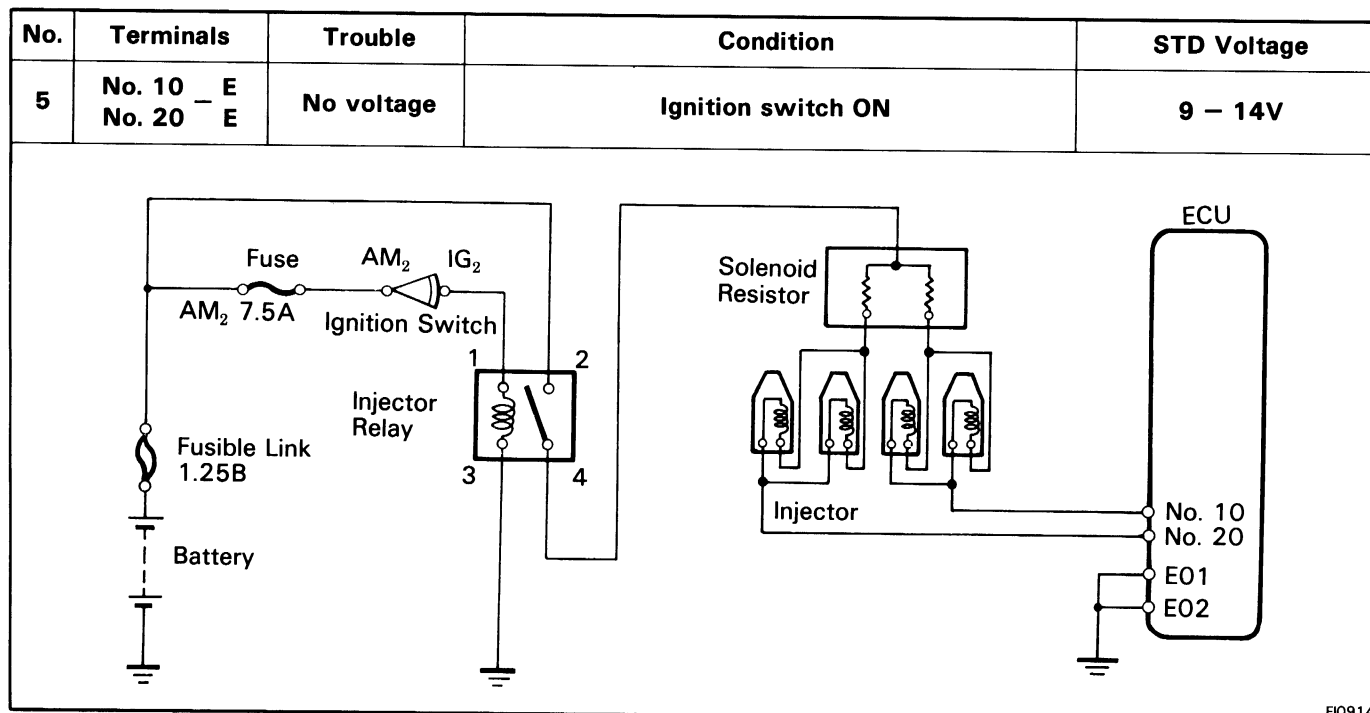 No. Terminals Trouble Condition STD Voltage
5 No. 10 – E No voltage Ignition switch ON 9 – 14V
No. 20 – E
ECU
Fuse AM₂ IG₂
Solenoid
Resistor
AM₂ 7.5A
Ignition Switch
1 2
Injector
Relay
Fusible Link
1.25B
3 4
Injector
No. 10
No. 20
Battery
E01
E02